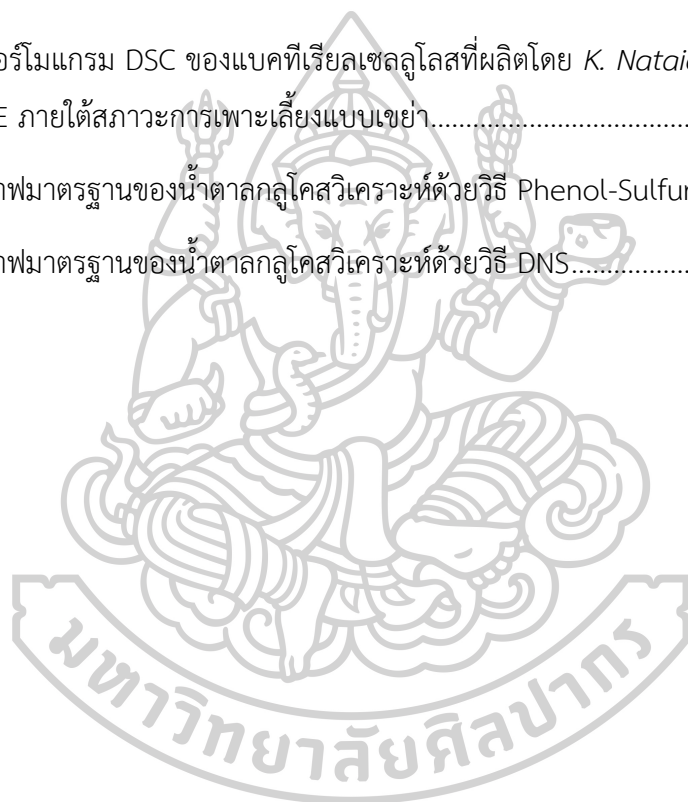 อร์โมแกรม DSC ของแบคทีเรียลเซลลูโลสที่ผลิตโดย K. Nataic
E ภายใต้สภาวะการเพาะเลี้ยงแบบเขย่า.....................................
าฟมาตรฐานของน้ำตาลกลูโคสวิเคราะห์ด้วยวิธี Phenol-Sulfur
าฟมาตรฐานของน้ำตาลกลูโคสวิเคราะห์ด้วยวิธี DNS.................
มหาวิทยาลัยศิลปากร